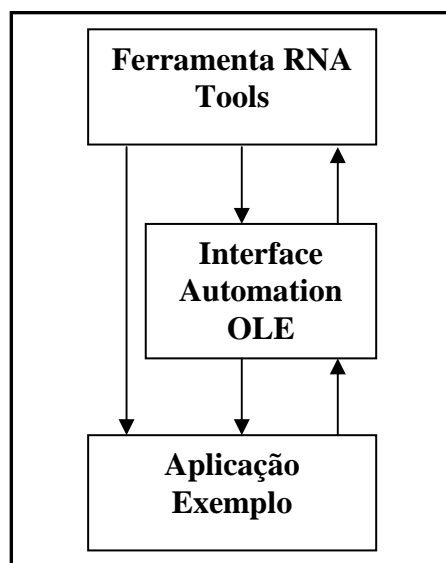 Ferramenta RNA
Tools
Interface
Automation
OLE
Aplicação
Exemplo